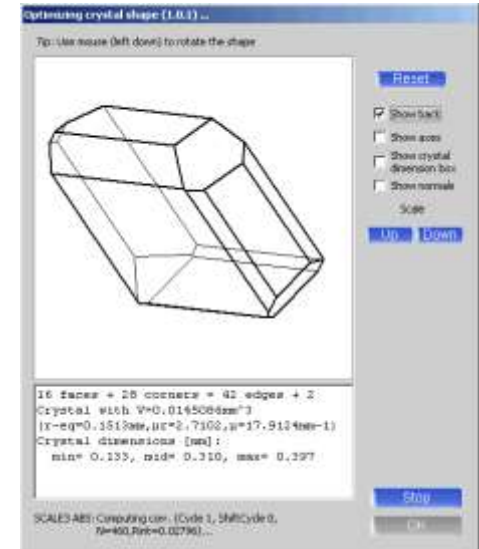 Optimizing crystal shape (1.0.1) ...
Tip: Use mouse (left down) to rotate the shape
Reset
Show back
Show axes
Show crystal
dimension box
Show normals
Scale
Up Down
16 faces + 28 corners = 42 edges + 2
Crystal with V=0.0145084mm^3
(r-eq=0.1513mm,µr=2.7102,µ=17.9124mm-1)
Crystal dimensions [mm]:
min= 0.133, mid= 0.310, max= 0.397
Stop
SCALE3 ABS: Computing corr. (Cycle 1, ShiftCycle 0,
N=460,Rint=0.02796)...
OK